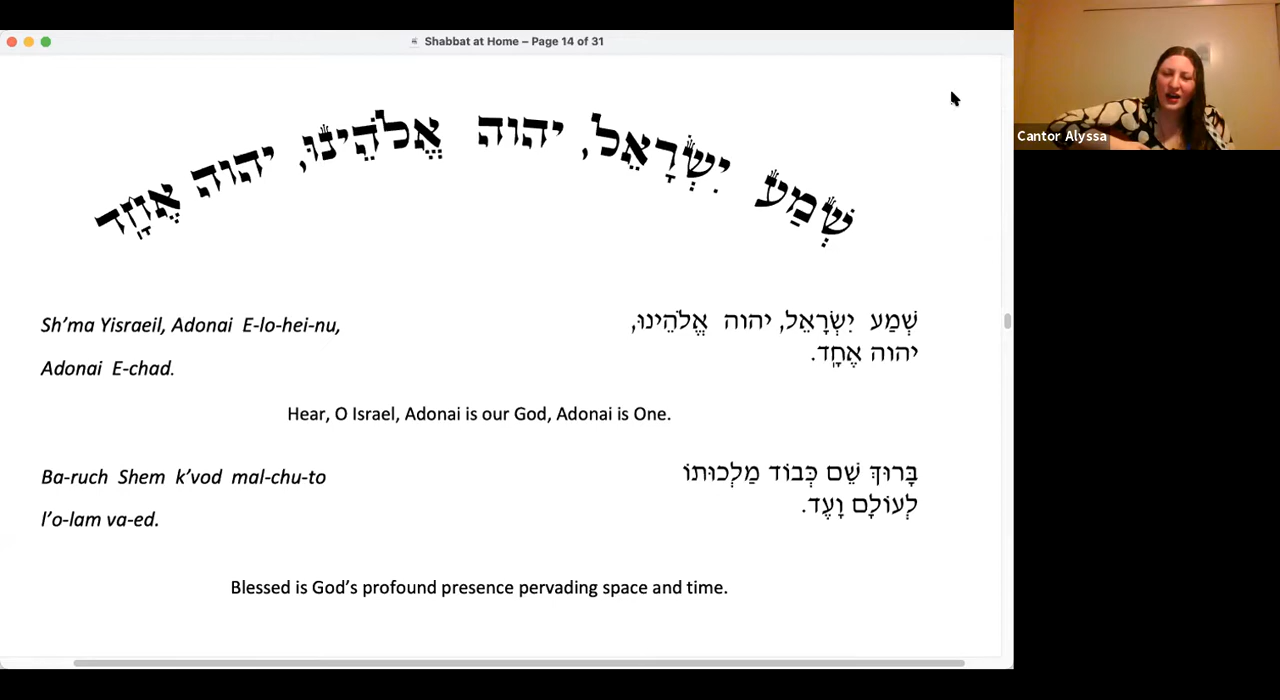 Shabbat at Home – Page 14 of 31
Cantor Alyssa
שְׁמַע יִשְׂרָאֵל, יהוה אֱלֹהֵינוּ, יהוה אֶחָד
Sh’ma Yisraeil, Adonai E-lo-hei-nu,
Adonai E-chad.
שְׁמַע יִשְׂרָאֵל, יהוה אֱלֹהֵינוּ,
יהוה אֶחָֽד.
Hear, O Israel, Adonai is our God, Adonai is One.
Ba-ruch Shem k’vod mal-chu-to
l’o-lam va-ed.
בָּרוּךְ שֵׁם כְּבוֹד מַלְכוּתוֹ
לְעוֹלָם וָעֶד.
Blessed is God’s profound presence pervading space and time.